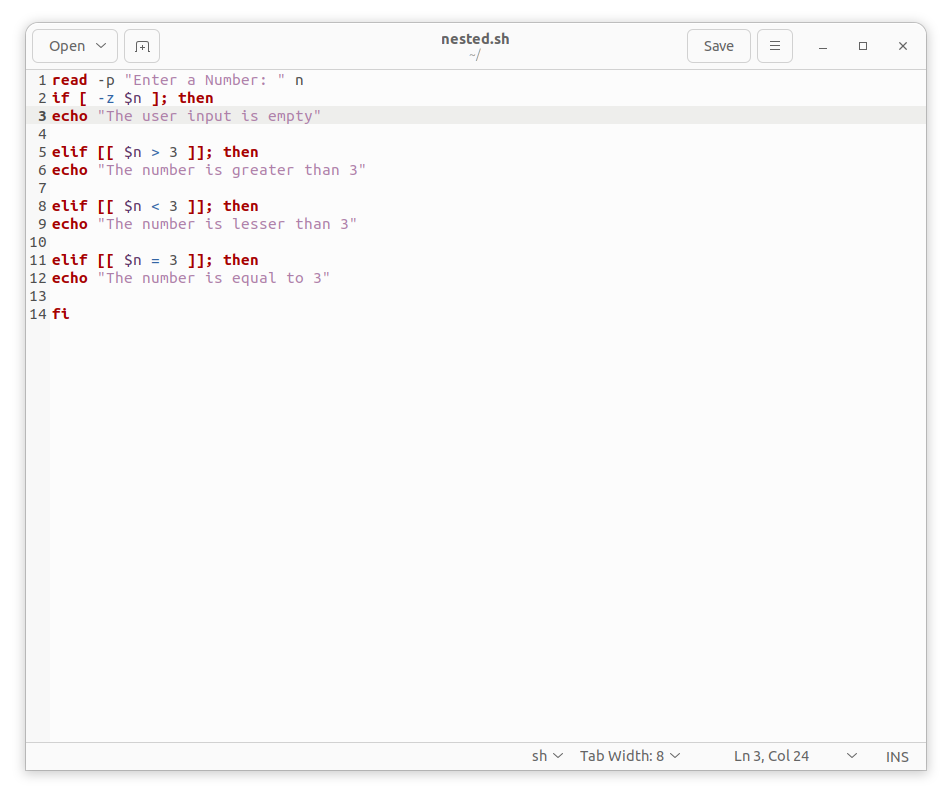 Open
nested.sh
~/
Save
1 read -p "Enter a Number: " n
2 if [ -z $n ]; then
3 echo "The user input is empty"
4
5 elif [[ $n > 3 ]]; then
6 echo "The number is greater than 3"
7
8 elif [[ $n < 3 ]]; then
9 echo "The number is lesser than 3"
10
11 elif [[ $n = 3 ]]; then
12 echo "The number is equal to 3"
13
14 fi
sh Tab Width: 8 Ln 3, Col 24 INS